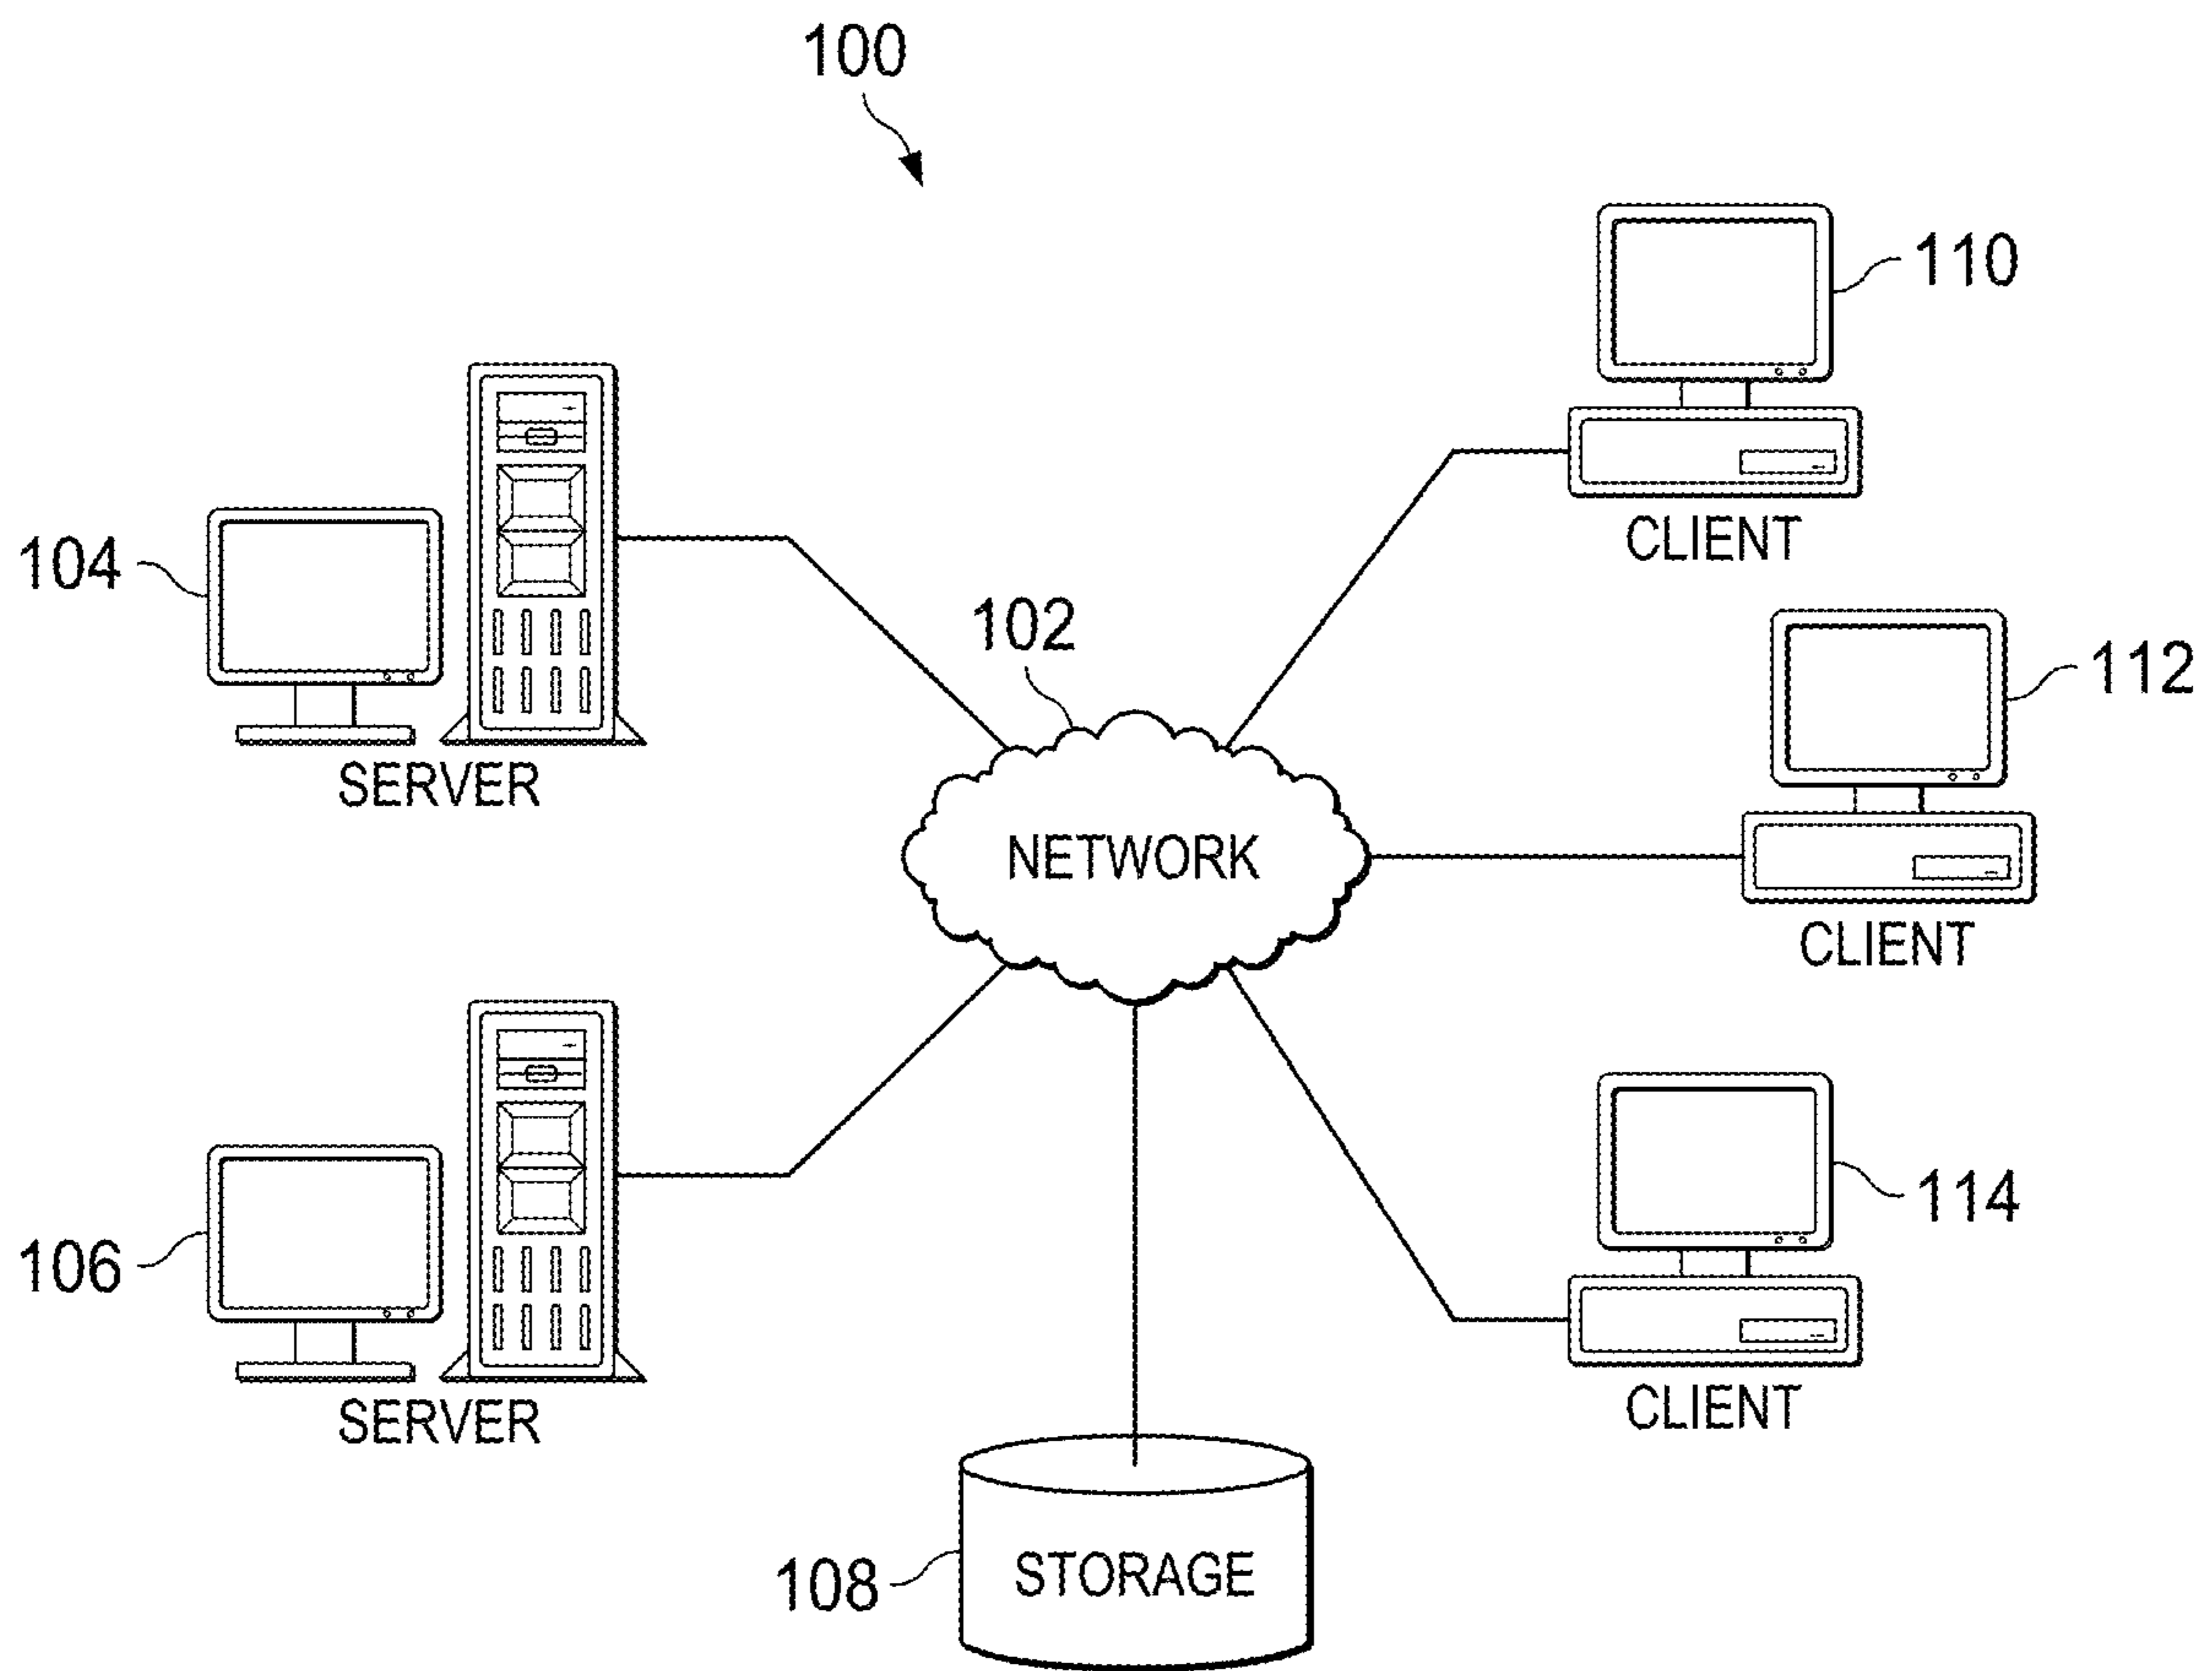 100
110
CLIENT
104
SERVER
102
NETWORK
112
CLIENT
106
SERVER
114
CLIENT
108
STORAGE